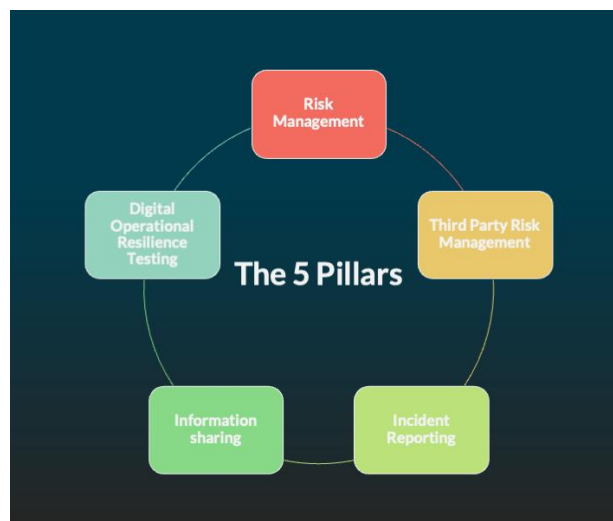 Risk
Management
Third Party Risk
Management
Incident
Reporting
Information
sharing
Digital
Operational
Resilience
Testing
The 5 Pillars